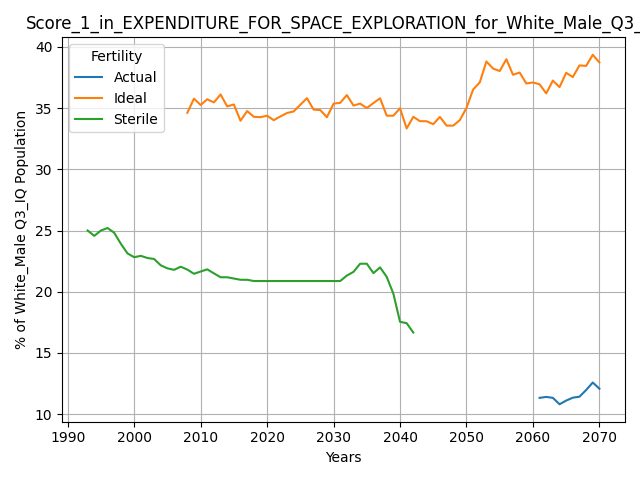 Score_1_in_EXPENDITURE_FOR_SPACE_EXPLORATION_for_White_Male_Q3_
Fertility
Actual
Ideal
Sterile
% of White_Male Q3_IQ Population
40
35
30
25
20
15
10
1990 2000 2010 2020 2030 2040 2050 2060 2070
Years